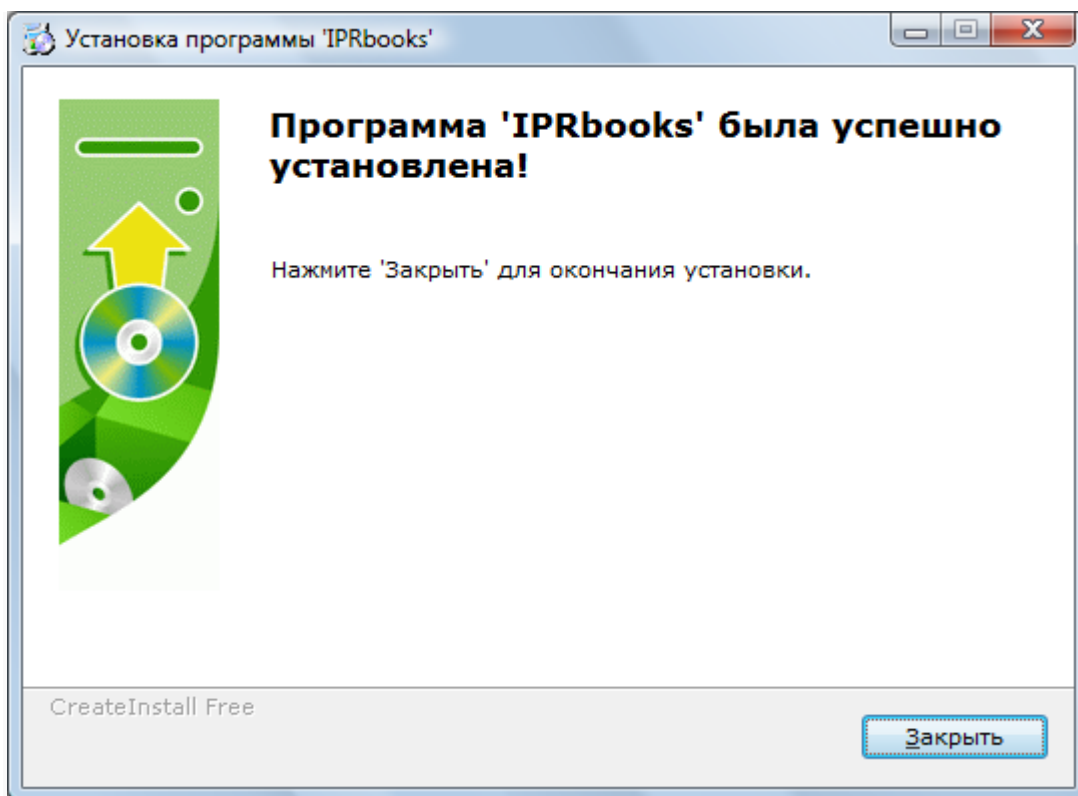 Установка программы 'IPRbooks'
Программа 'IPRbooks' была успешно
установлена!
Нажмите 'Закрыть' для окончания установки.
CreateInstall Free
Закрыть